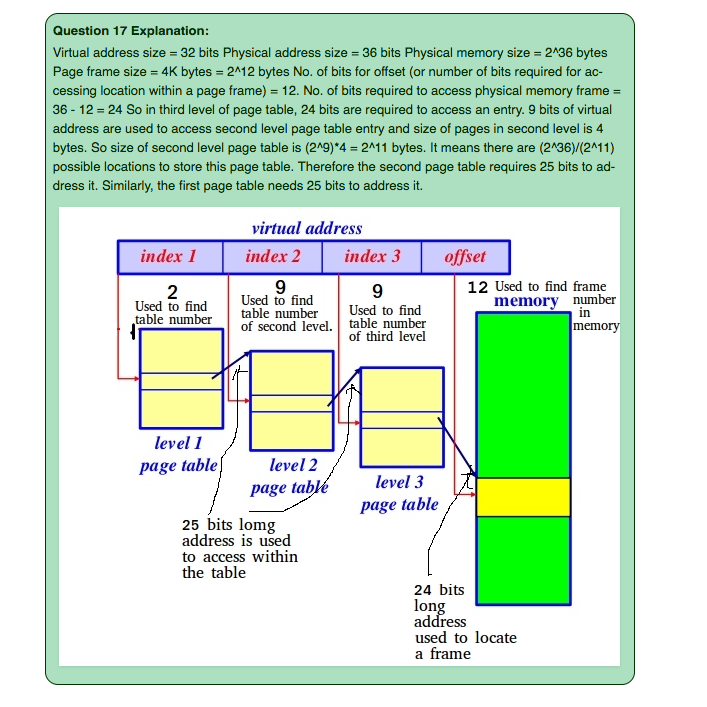 Question 17 Explanation:
Virtual address size = 32 bits Physical address size = 36 bits Physical memory size = 2^36 bytes
Page frame size = 4K bytes = 2^12 bytes No. of bits for offset (or number of bits required for ac-
cessing location within a page frame) = 12. No. of bits required to access physical memory frame =
36 - 12 = 24 So in third level of page table, 24 bits are required to access an entry. 9 bits of virtual
address are used to access second level page table entry and size of pages in second level is 4
bytes. So size of second level page table is (2^9)*4 = 2^11 bytes. It means there are (2^36)/(2^11)
possible locations to store this page table. Therefore the second page table requires 25 bits to ad-
dress it. Similarly, the first page table needs 25 bits to address it.
virtual address
index 1 index 2 index 3 offset
2
Used to find
table number
9
Used to find
table number
of second level.
9
Used to find
table number
of third level
12 Used to find frame
number
in
memory
memory
level 1
page table
level 2
page table
level 3
page table
25 bits lomg
address is used
to access within
the table
24 bits
long
address
used to locate
a frame